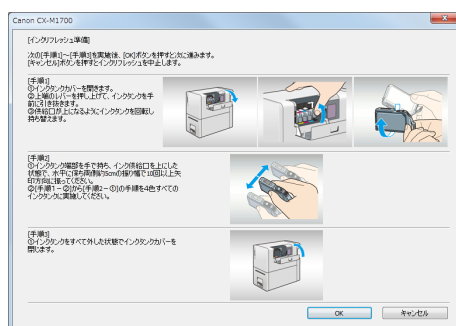 Canon CX-M1700
[インクリフレッシュ準備]
次の[手順1]～[手順3]を実施後、[OK]ボタンを押すと次に進みます。
[キャンセル]ボタンを押すとインクリフレッシュを中止します。
[手順1]
①インクタンクカバーを開きます。
②上端のレバーを押し上げて、インクタンクを手
前に引き抜きます。
③供給口が上になるようにインクタンクを回転し
持ち替えます。
[手順2]
①インクタンク端部を手で持ち、インク供給口を上にした
状態で、水平に保ち両側約5cmの振り幅で10回以上矢
印方向に振ってください。
②[手順1－②]から[手順2－①]の手順を4色すべての
インクタンクに実施してください。
[手順3]
①インクタンクをすべて外した状態でインクタンクカバーを
閉じます。
OK
キャンセル